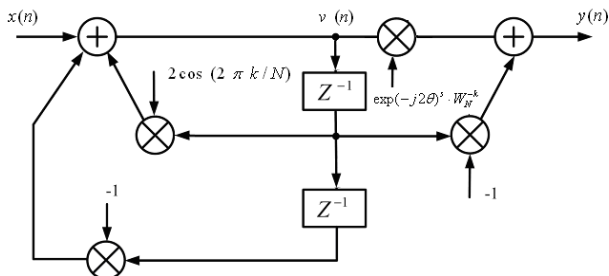 x(n)
v (n)
y(n)
2 cos (2 π k/N)
Z⁻¹
exp(−j2θ)ˢ · W_N^{-k}
-1
-1
Z⁻¹